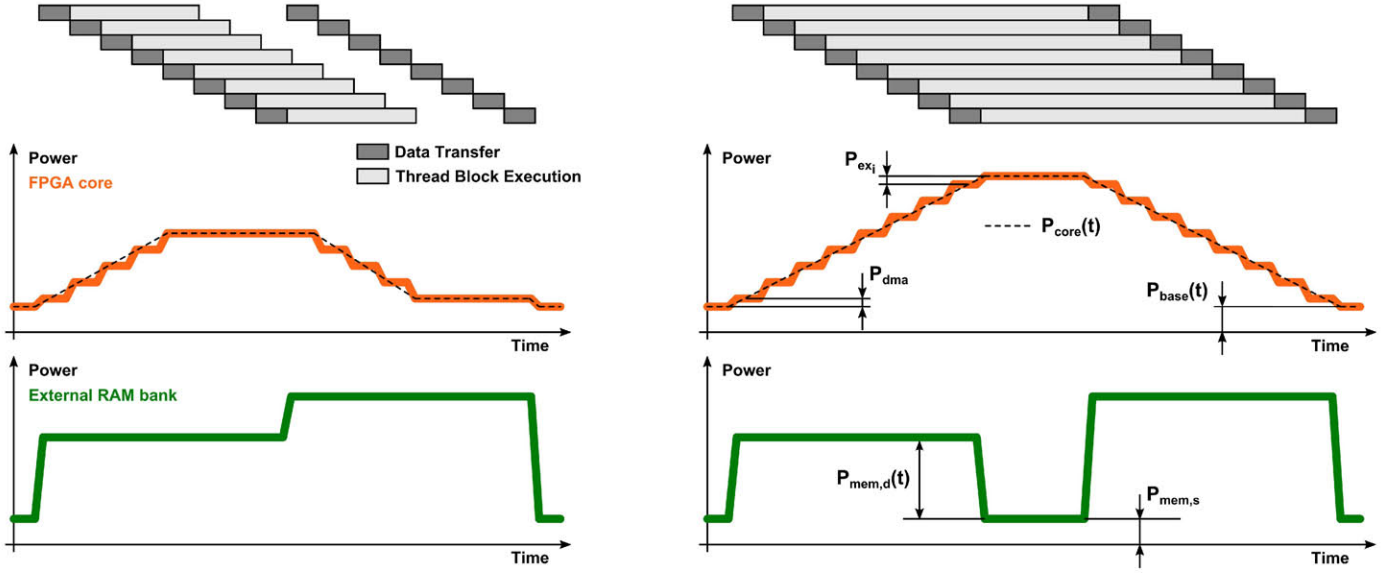 Power
FPGA core
Data Transfer
Thread Block Execution
Time
Power
External RAM bank
Time
Power
P_ex_i
P_core(t)
P_dma
P_base(t)
Time
Power
P_mem,d(t)
P_mem,s
Time